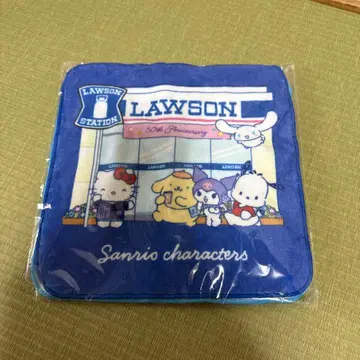 LAWSON
STATION
LAWSON
50th Anniversary
Sanrio characters